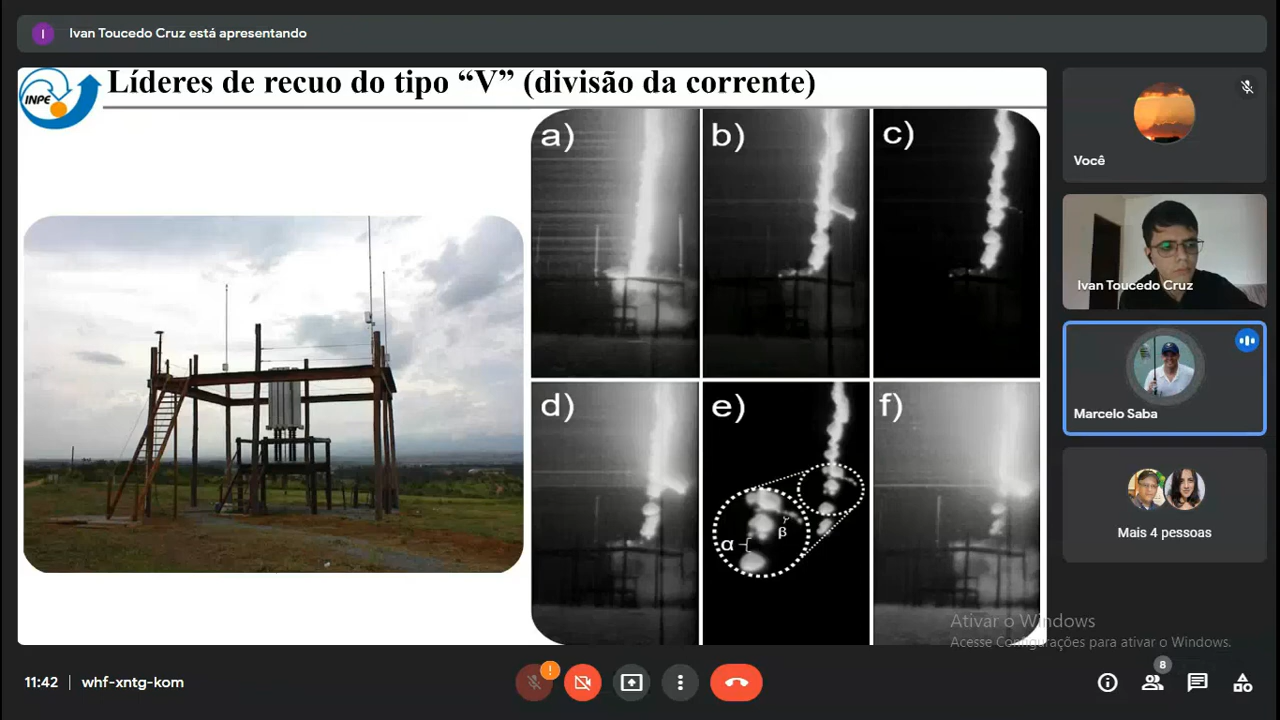 I
Ivan Toucedo Cruz está apresentando
INPE
Líderes de recuo do tipo “V” (divisão da corrente)
a)
b)
c)
d)
e)
f)
α
β
γ
Você
Ivan Toucedo Cruz
Marcelo Saba
Mais 4 pessoas
Ativar o Windows
Acesse Configurações para ativar o Windows.
11:42 | whf-xntg-kom
!
8